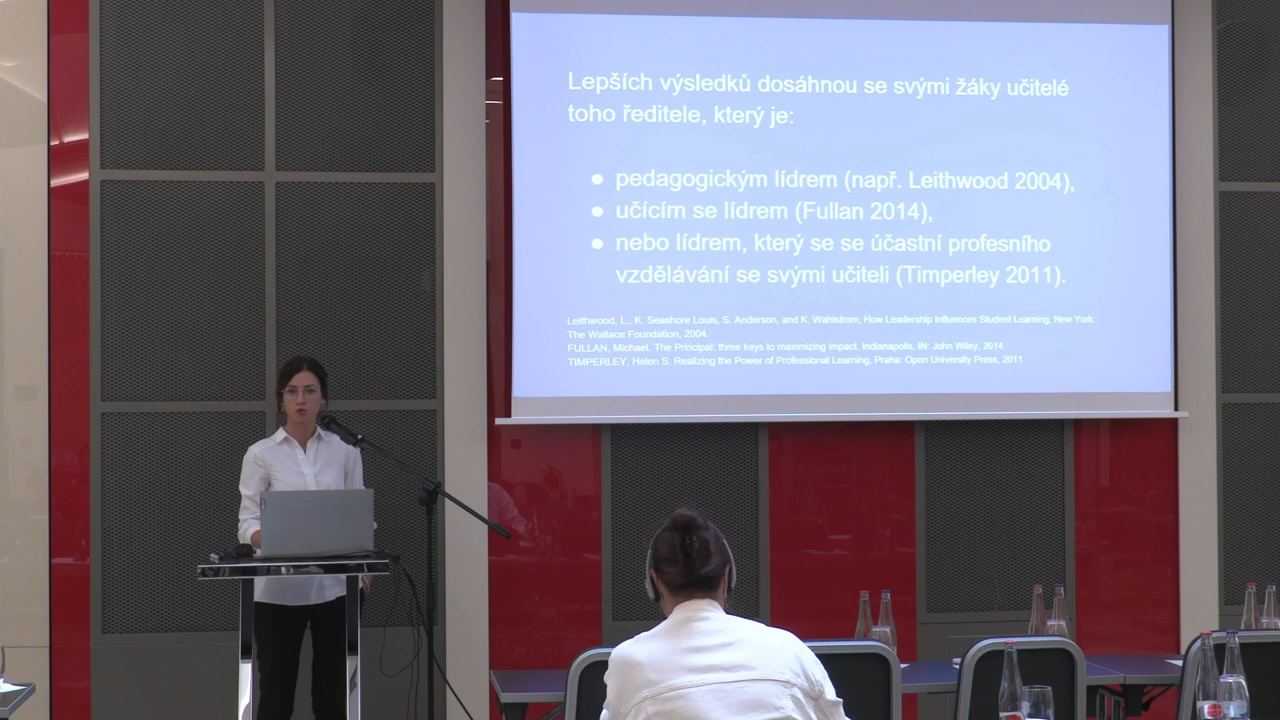 Lepších výsledků dosáhnou se svými žáky učitelé
toho ředitele, který je:
● pedagogickým lídrem (např. Leithwood 2004),
● učícím se lídrem (Fullan 2014),
● nebo lídrem, který se se účastní profesního
vzdělávání se svými učiteli (Timperley 2011).
Leithwood, L., K. Seashore Louis, S. Anderson, and K. Wahlstrom, How Leadership Influences Student Learning, New York:
The Wallace Foundation, 2004.
FULLAN, Michael. The Principal: three keys to maximizing impact. Indianapolis, IN: John Wiley, 2014.
TIMPERLEY, Helen S. Realizing the Power of Professional Learning, Praha: Open University Press, 2011.